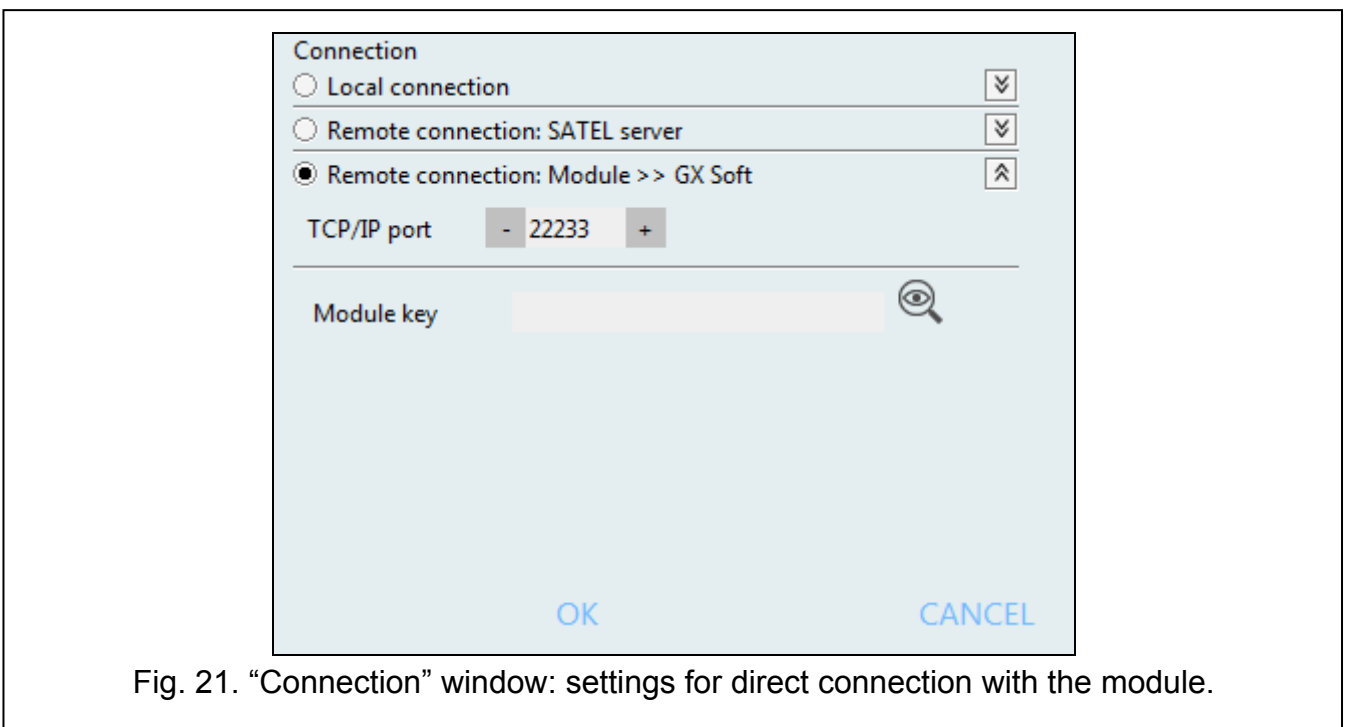 Connection
Local connection
Remote connection: SATEL server
Remote connection: Module >> GX Soft
TCP/IP port - 22233 +
Module key
OK CANCEL
Fig. 21. “Connection” window: settings for direct connection with the module.